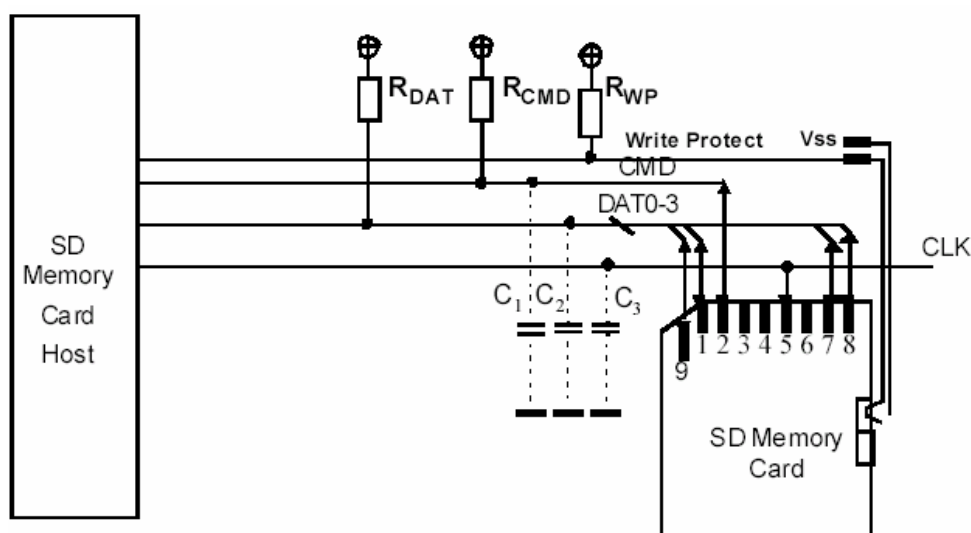 R_DAT
R_CMD
R_WP
Write Protect
Vss
CMD
DAT0-3
CLK
SD
Memory
Card
Host
C_1
C_2
C_3
1 2 3 4 5 6 7 8
9
SD Memory
Card